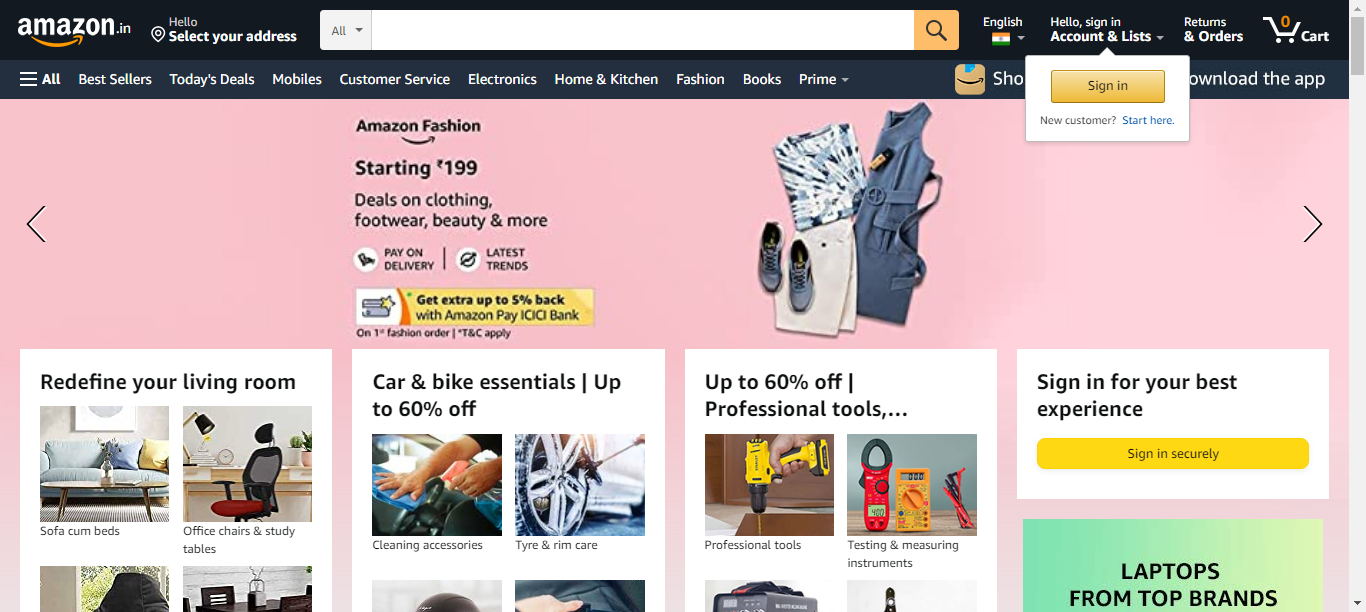 amazon.in
Hello
Select your address
All
English
Hello, sign in
Account & Lists
Returns
& Orders
0
Cart
All
Best Sellers
Today's Deals
Mobiles
Customer Service
Electronics
Home & Kitchen
Fashion
Books
Prime
Sho
ownload the app
Sign in
New customer? Start here.
Amazon Fashion
Starting ₹199
Deals on clothing,
footwear, beauty & more
PAY ON
DELIVERY
LATEST
TRENDS
Get extra up to 5% back
with Amazon Pay ICICI Bank
On 1st fashion order | *T&C apply
Redefine your living room
Sofa cum beds
Office chairs & study
tables
Car & bike essentials | Up
to 60% off
Cleaning accessories
Tyre & rim care
Up to 60% off |
Professional tools,...
Professional tools
Testing & measuring
instruments
Sign in for your best
experience
Sign in securely
LAPTOPS
FROM TOP BRANDS